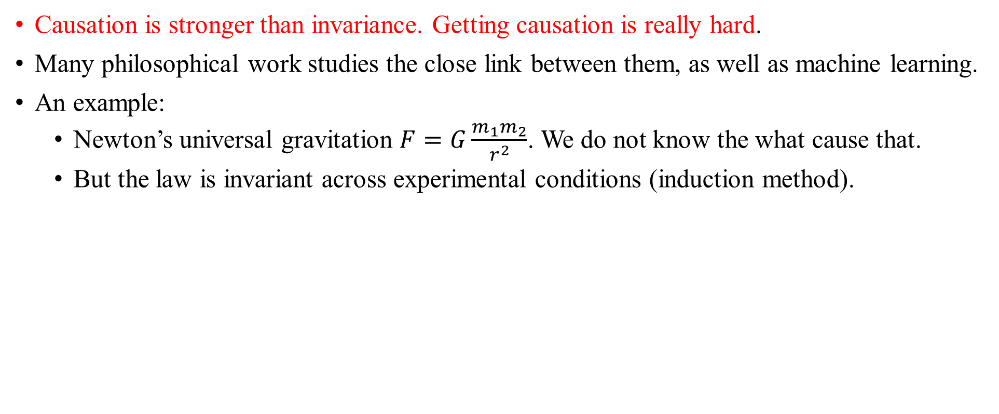 • Causation is stronger than invariance. Getting causation is really hard.
• Many philosophical work studies the close link between them, as well as machine learning.
• An example:
• Newton’s universal gravitation $F = G\frac{m_1m_2}{r^2}$. We do not know the what cause that.
• But the law is invariant across experimental conditions (induction method).